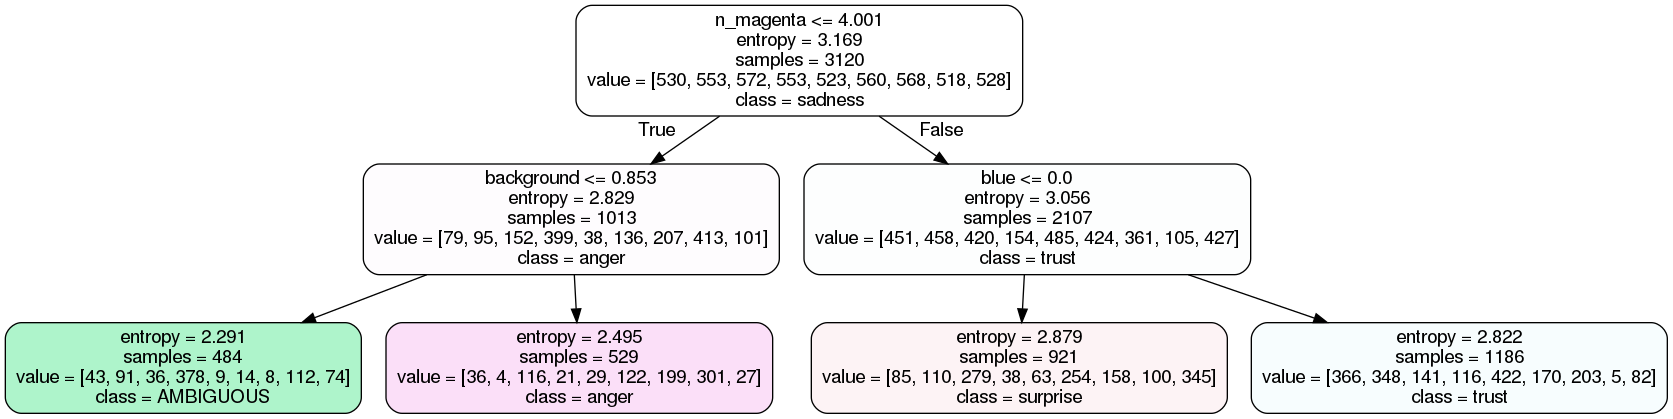 n_magenta <= 4.001
entropy = 3.169
samples = 3120
value = [530, 553, 572, 553, 523, 560, 568, 518, 528]
class = sadness
True
False
background <= 0.853
entropy = 2.829
samples = 1013
value = [79, 95, 152, 399, 38, 136, 207, 413, 101]
class = anger
blue <= 0.0
entropy = 3.056
samples = 2107
value = [451, 458, 420, 154, 485, 424, 361, 105, 427]
class = trust
entropy = 2.291
samples = 484
value = [43, 91, 36, 378, 9, 14, 8, 112, 74]
class = AMBIGUOUS
entropy = 2.495
samples = 529
value = [36, 4, 116, 21, 29, 122, 199, 301, 27]
class = anger
entropy = 2.879
samples = 921
value = [85, 110, 279, 38, 63, 254, 158, 100, 345]
class = surprise
entropy = 2.822
samples = 1186
value = [366, 348, 141, 116, 422, 170, 203, 5, 82]
class = trust